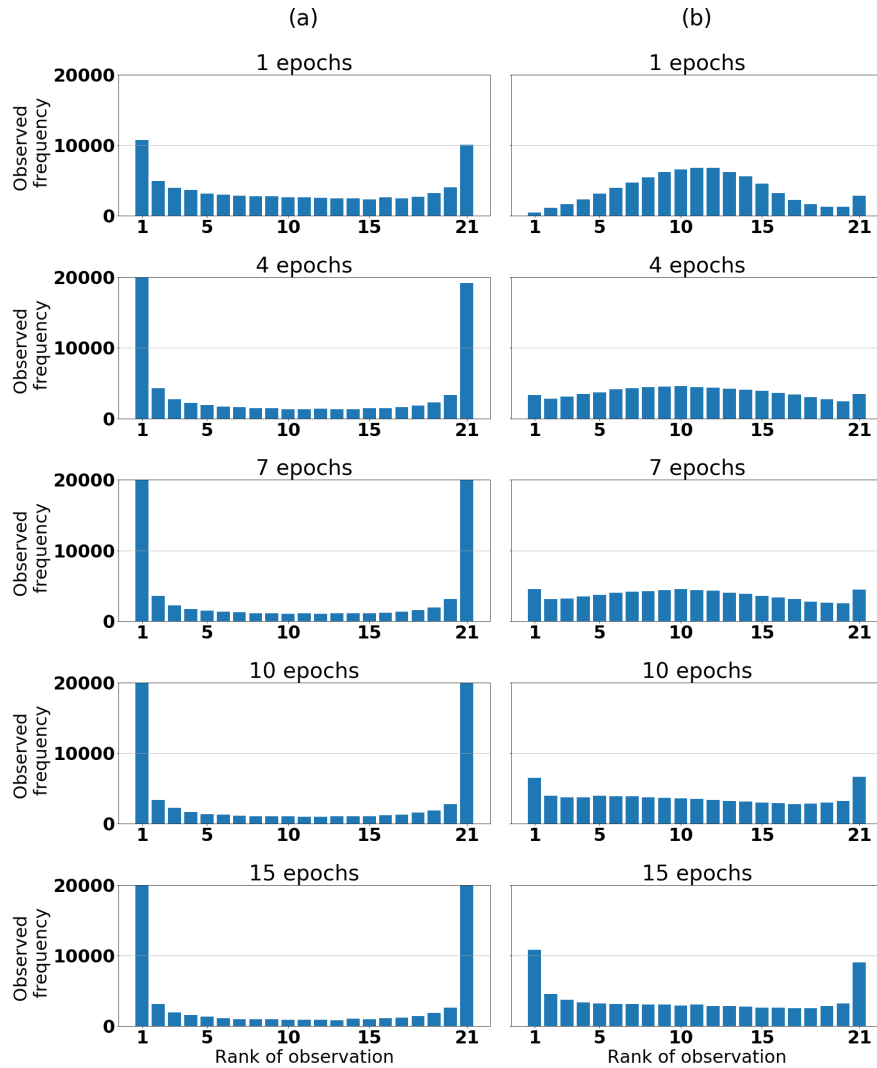 (a) (b)
1 epochs 1 epochs
20000
10000
0
Observed
frequency
1 5 10 15 21 1 5 10 15 21
4 epochs 4 epochs
20000
10000
0
Observed
frequency
1 5 10 15 21 1 5 10 15 21
7 epochs 7 epochs
20000
10000
0
Observed
frequency
1 5 10 15 21 1 5 10 15 21
10 epochs 10 epochs
20000
10000
0
Observed
frequency
1 5 10 15 21 1 5 10 15 21
15 epochs 15 epochs
20000
10000
0
Observed
frequency
1 5 10 15 21 1 5 10 15 21
Rank of observation Rank of observation